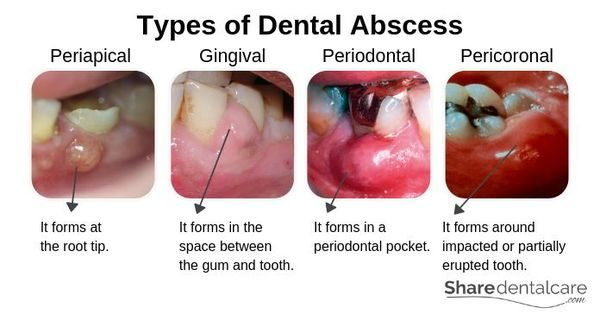 Types of Dental Abscess
Periapical
Gingival
Periodontal
Pericoronal
It forms at
the root tip.
It forms in the
space between
the gum and tooth.
It forms in a
periodontal pocket.
It forms around
impacted or partially
erupted tooth.
Sharedentalcare
.com